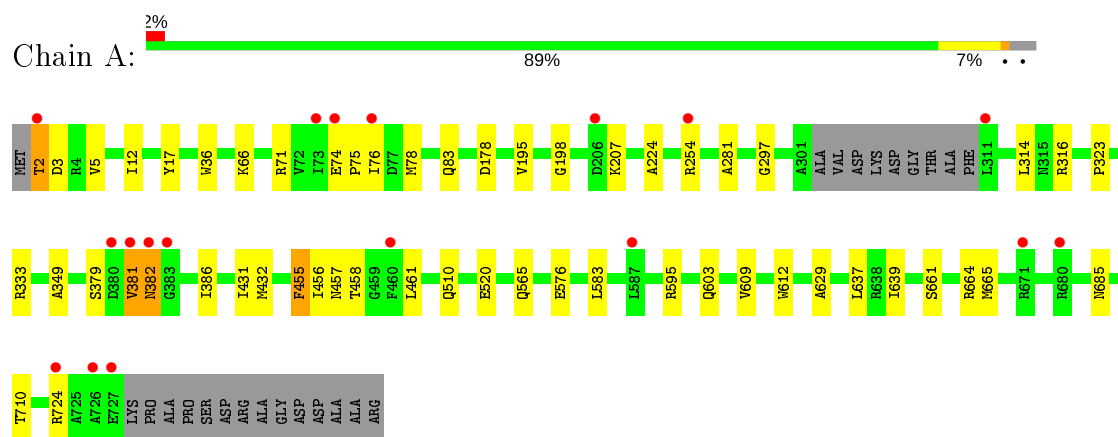 2%
Chain A:
89% 7% • •
MET T2 D3 R4 V5 I12 Y17 W36 K66 R71 V72 I73 E74 P75 I76 D77 M78 Q83 D178 V195 G198 D206 K207 A224 R254 A281 G297 A301 ALA VAL ASP LYS ASP GLY THR ALA PHE L311 L314 N315 R316 P323
R333 A349 S379 D380 V381 N382 G383 I386 I431 M432 F455 I456 N457 T458 G459 F460 L461 Q510 E520 Q565 E576 L583 L587 R595 Q603 V609 W612 A629 L637 R638 I639 S661 R664 M665 R671 R680 N685
T710 R724 A725 A726 E727 LYS PRO ALA PRO SER ASP ARG ALA GLY ASP ASP ALA ALA ARG